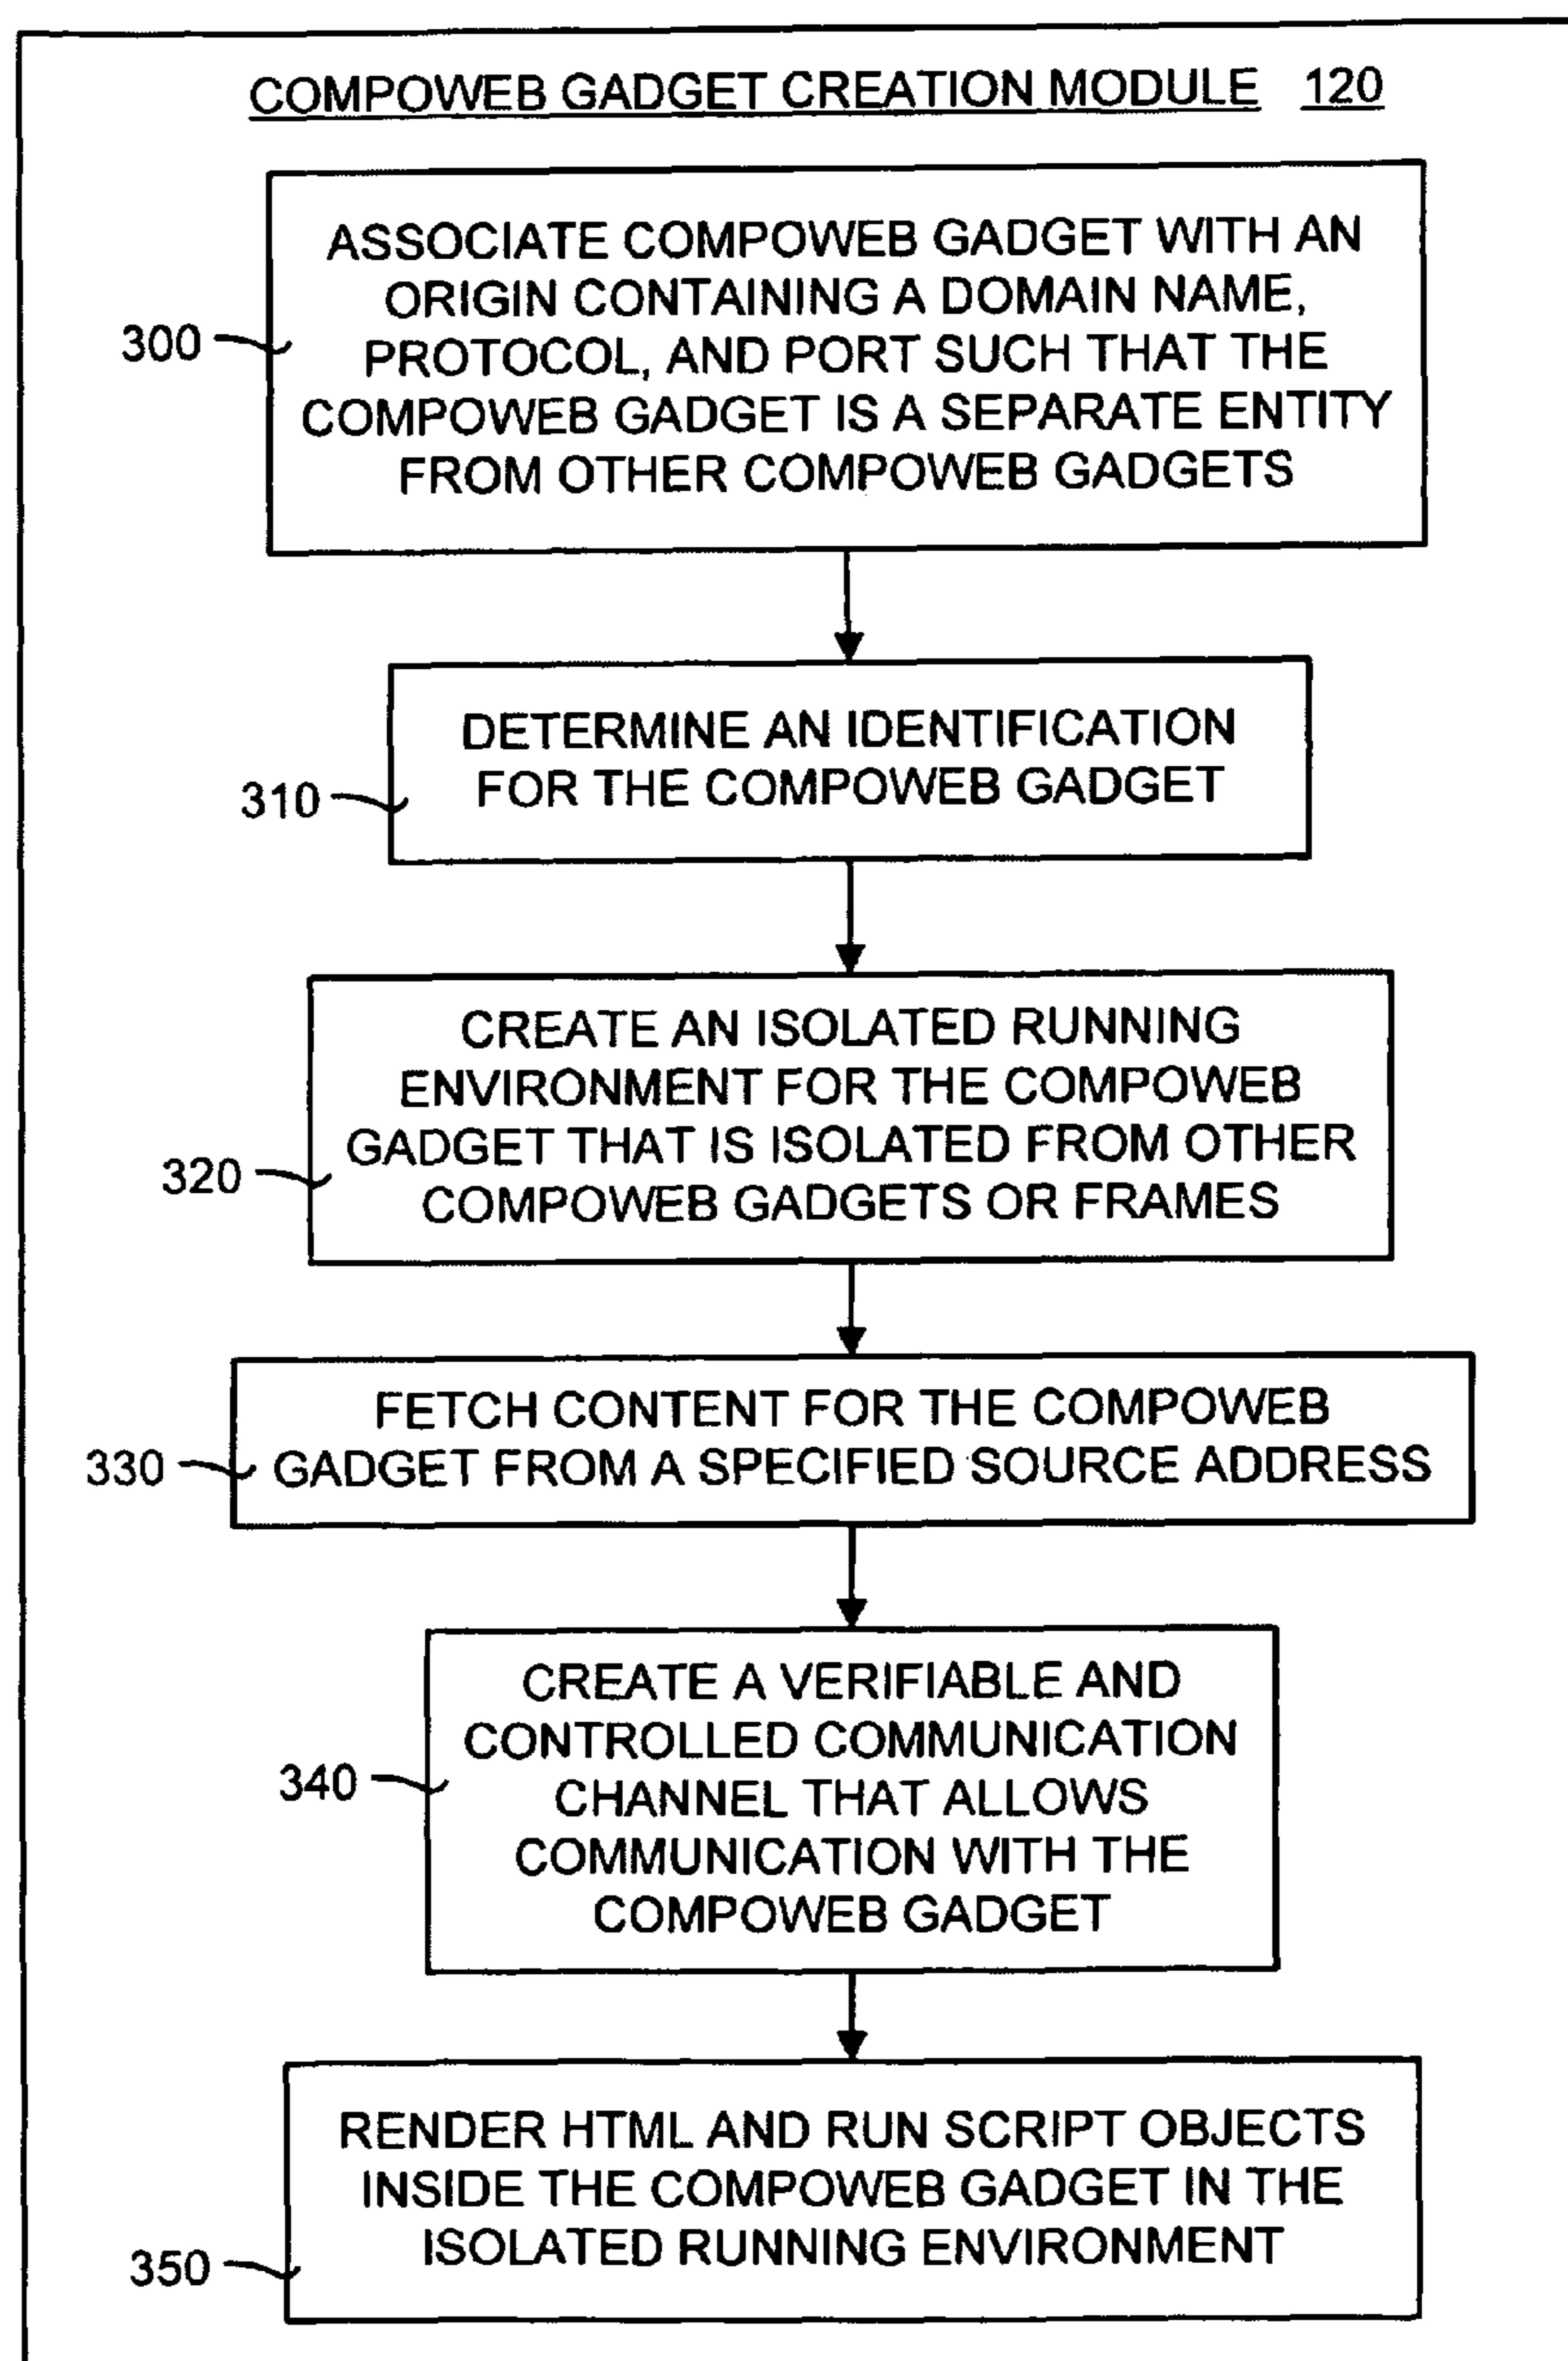 COMPOWEB GADGET CREATION MODULE 120
ASSOCIATE COMPOWEB GADGET WITH AN
ORIGIN CONTAINING A DOMAIN NAME,
PROTOCOL, AND PORT SUCH THAT THE
COMPOWEB GADGET IS A SEPARATE ENTITY
FROM OTHER COMPOWEB GADGETS
300
DETERMINE AN IDENTIFICATION
FOR THE COMPOWEB GADGET
310
CREATE AN ISOLATED RUNNING
ENVIRONMENT FOR THE COMPOWEB
GADGET THAT IS ISOLATED FROM OTHER
COMPOWEB GADGETS OR FRAMES
320
FETCH CONTENT FOR THE COMPOWEB
GADGET FROM A SPECIFIED SOURCE ADDRESS
330
CREATE A VERIFIABLE AND
CONTROLLED COMMUNICATION
CHANNEL THAT ALLOWS
COMMUNICATION WITH THE
COMPOWEB GADGET
340
RENDER HTML AND RUN SCRIPT OBJECTS
INSIDE THE COMPOWEB GADGET IN THE
ISOLATED RUNNING ENVIRONMENT
350